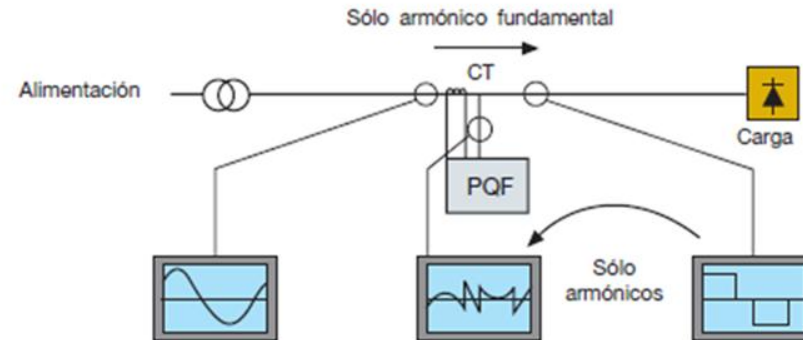 Sólo armónico fundamental
CT
Alimentación
Carga
PQF
Sólo
armónicos